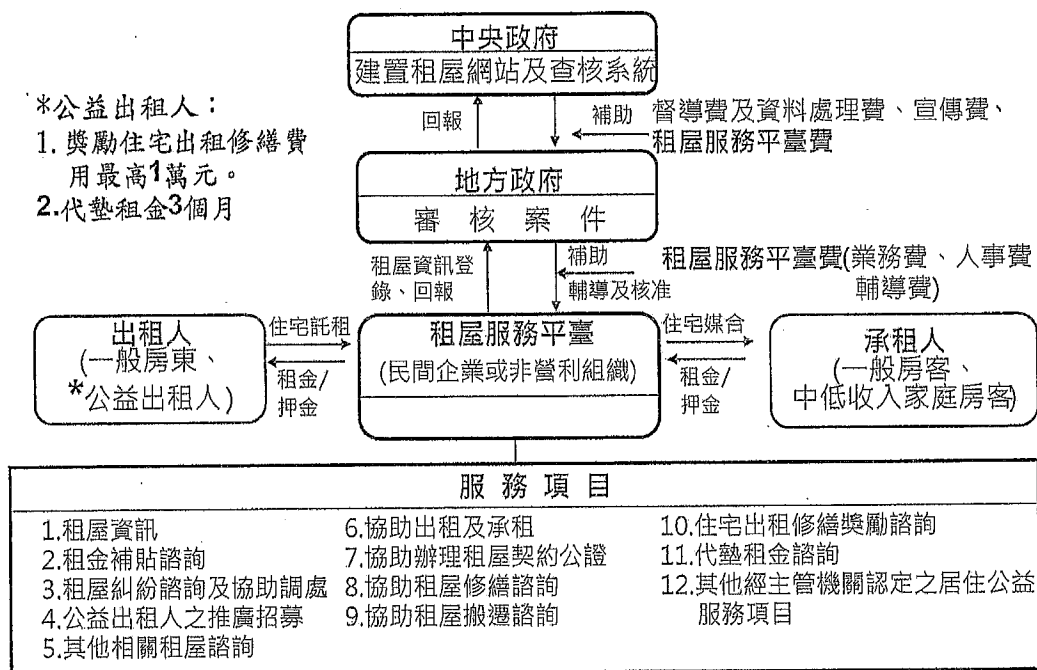 中央政府
建置租屋網站及查核系統
*公益出租人：
1. 獎勵住宅出租修繕費
用最高1萬元。
2.代墊租金3個月
回報
補助
督導費及資料處理費、宣傳費、
租屋服務平臺費
地方政府
審核案件
租屋資訊登
錄、回報
補助
輔導及核准
租屋服務平臺費(業務費、人事費
輔導費)
出租人
(一般房東、
*公益出租人)
住宅託租
租金/
押金
租屋服務平臺
(民間企業或非營利組織)
住宅媒合
租金/
押金
承租人
(一般房客、
中低收入家庭房客)
服務項目
1.租屋資訊
2.租金補貼諮詢
3.租屋糾紛諮詢及協助調處
4.公益出租人之推廣招募
5.其他相關租屋諮詢
6.協助出租及承租
7.協助辦理租屋契約公證
8.協助租屋修繕諮詢
9.協助租屋搬遷諮詢
10.住宅出租修繕獎勵諮詢
11.代墊租金諮詢
12.其他經主管機關認定之居住公益
服務項目